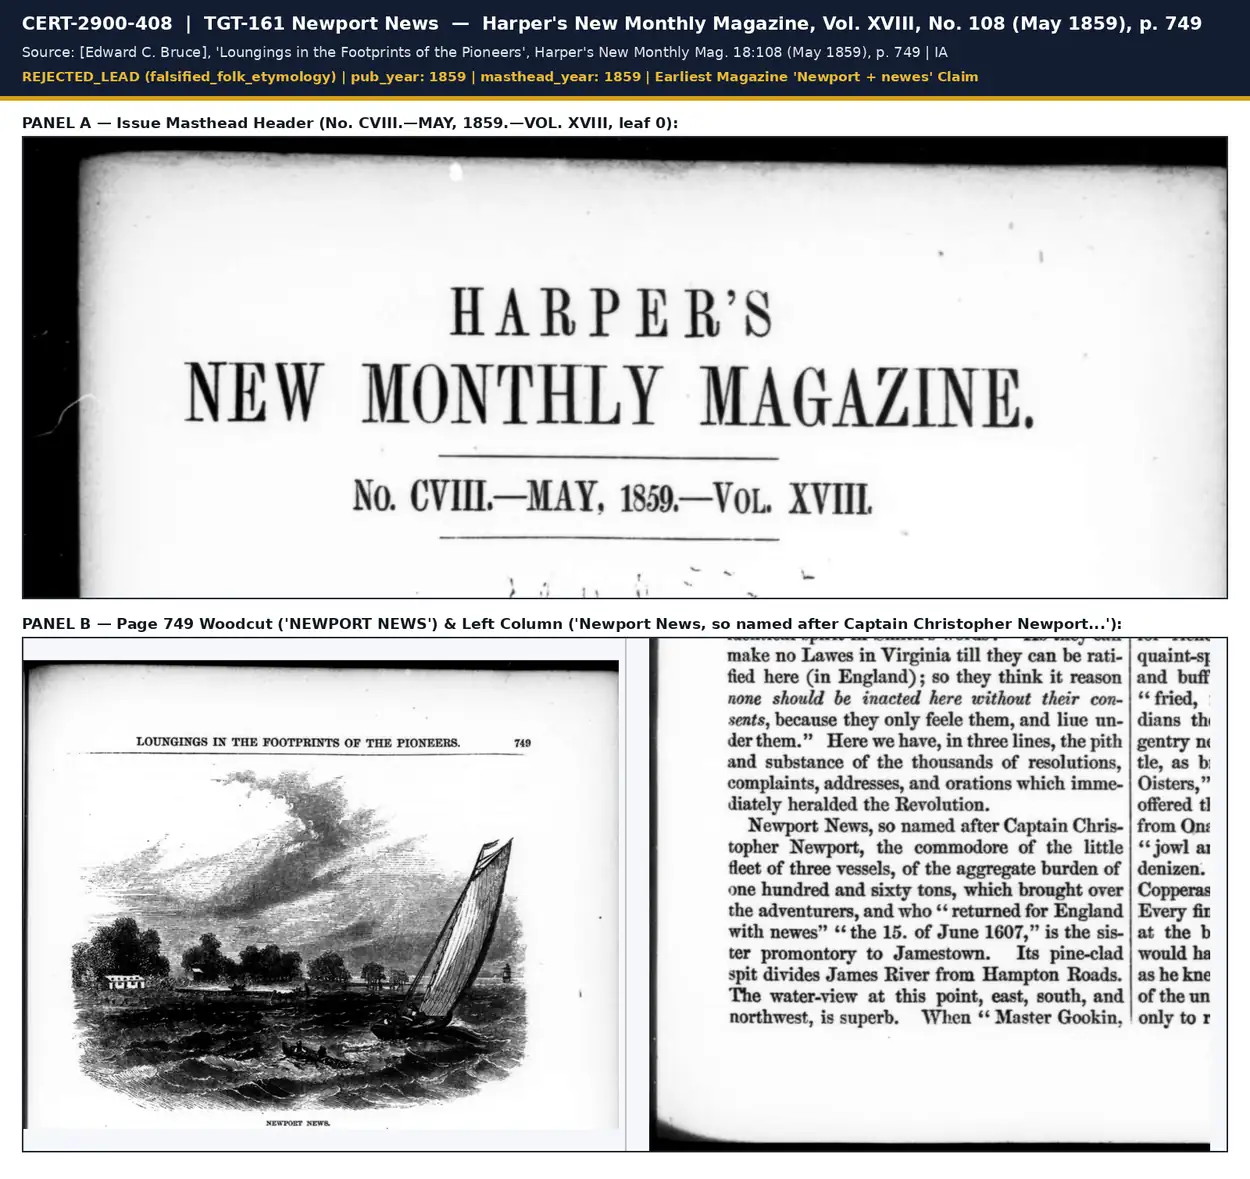 CERT-2900-408 | TGT-161 Newport News — Harper's New Monthly Magazine, Vol. XVIII, No. 108 (May 1859), p. 749
Source: [Edward C. Bruce], 'Loungings in the Footprints of the Pioneers', Harper's New Monthly Mag. 18:108 (May 1859), p. 749 | IA
REJECTED_LEAD (falsified_folk_etymology) | pub_year: 1859 | masthead_year: 1859 | Earliest Magazine 'Newport + newes' Claim
PANEL A — Issue Masthead Header (No. CVIII.—MAY, 1859.—VOL. XVIII, leaf 0):
HARPER'S
NEW MONTHLY MAGAZINE.
No. CVIII.—MAY, 1859.—Vol. XVIII.
PANEL B — Page 749 Woodcut ('NEWPORT NEWS') & Left Column ('Newport News, so named after Captain Christopher Newport...'):
LOUNGINGS IN THE FOOTPRINTS OF THE PIONEERS. 749
NEWPORT NEWS.
make no Lawes in Virginia till they can be rati-
fied here (in England); so they think it reason
none should be inacted here without their con-
sents, because they only feele them, and liue un-
der them.” Here we have, in three lines, the pith
and substance of the thousands of resolutions,
complaints, addresses, and orations which imme-
diately heralded the Revolution.
Newport News, so named after Captain Chris-
topher Newport, the commodore of the little
fleet of three vessels, of the aggregate burden of
one hundred and sixty tons, which brought over
the adventurers, and who “returned for England
with newes” “the 15. of June 1607,” is the sis-
ter promontory to Jamestown. Its pine-clad
spit divides James River from Hampton Roads.
The water-view at this point, east, south, and
northwest, is superb. When “Master Gookin,
quaint-sp
and buff
“fried,
dians th
gentry n
tle, as b
Oisters,”
offered t
from
“jowl a
denizen.
Copperas
Every fi
at the b
would ha
as he kne
of the un
only to r